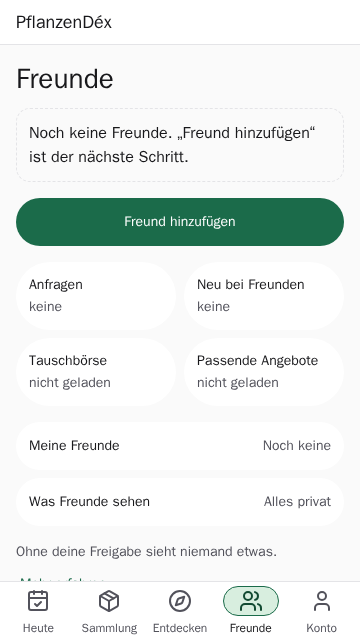 PflanzenDéx
Freunde
Noch keine Freunde. „Freund hinzufügen“
ist der nächste Schritt.
Freund hinzufügen
Anfragen
keine
Neu bei Freunden
keine
Tauschbörse
nicht geladen
Passende Angebote
nicht geladen
Meine Freunde
Noch keine
Was Freunde sehen
Alles privat
Ohne deine Freigabe sieht niemand etwas.
Heute
Sammlung
Entdecken
Freunde
Konto